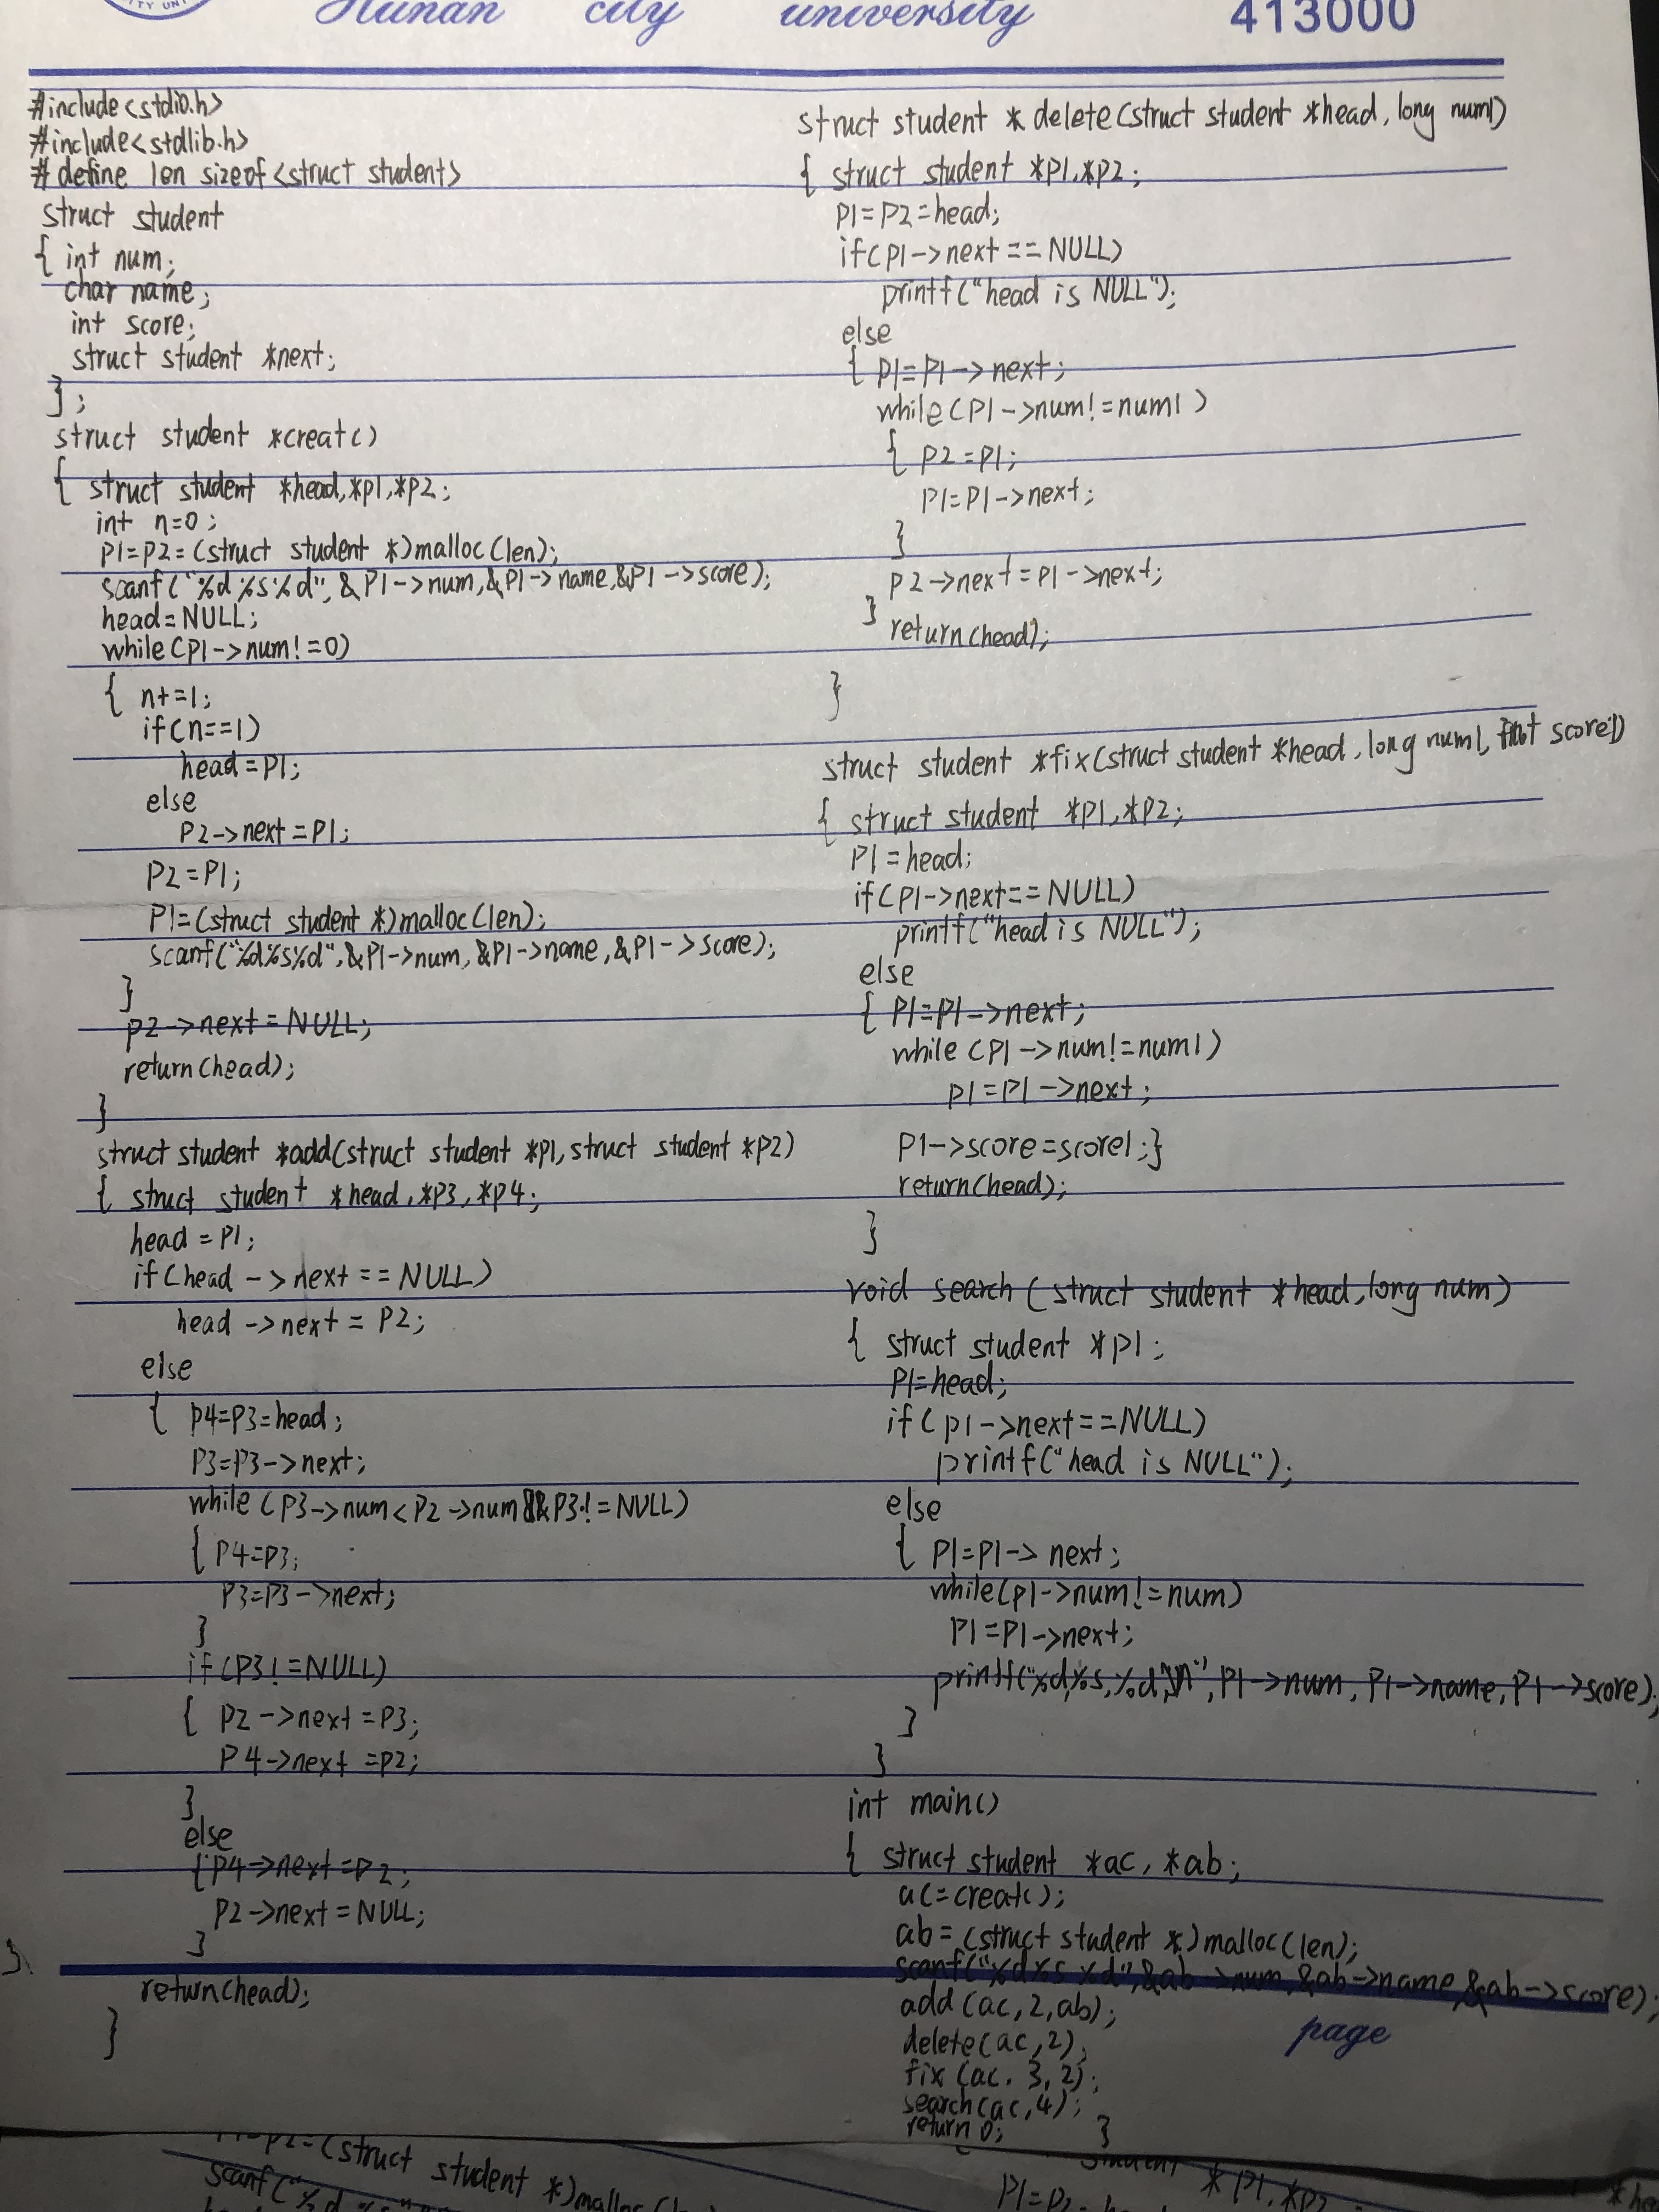 ITY UNI
Hunan city university 413000
#include<stdio.h>
#include<stdlib.h>
#define len sizeof<struct student>
struct student
{ int num;
char name;
int score;
struct student *next;
};
struct student *creat()
{ struct student *head,*p1,*p2;
int n=0;
p1=p2=(struct student *)malloc(len);
scanf("%d%s%d",&p1->num,&p1->name,&p1->score);
head=NULL;
while(p1->num!=0)
{ n+=1;
if(n==1)
head=p1;
else
p2->next=p1;
p2=p1;
p1=(struct student *)malloc(len);
scanf("%d%s%d",&p1->num,&p1->name,&p1->score);
}
p2->next=NULL;
return(head);
}
struct student *add(struct student *p1,struct student *p2)
{ struct student *head,*p3,*p4;
head=p1;
if(head->next==NULL)
head->next=p2;
else
{ p4=p3=head;
p3=p3->next;
while(p3->num<p2->num&&p3!=NULL)
{ p4=p3;
p3=p3->next;
}
if(p3!=NULL)
{ p2->next=p3;
p4->next=p2;
}
else
{p4->next=p2;
p2->next=NULL;
}
}
return(head);
}
struct student *delete(struct student *head,long num1)
{ struct student *p1,*p2;
p1=p2=head;
if(p1->next==NULL)
printf("head is NULL");
else
{ p1=p1->next;
while(p1->num!=num1)
{ p2=p1;
p1=p1->next;
}
p2->next=p1->next;
}
return(head);
}
struct student *fix(struct student *head,long num1, score1)
{ struct student *p1,*p2;
p1=head;
if(p1->next==NULL)
printf("head is NULL");
else
{ p1=p1->next;
while(p1->num!=num1)
p1=p1->next;
p1->score=score1;}
return(head);
}
void search(struct student *head,long num)
{ struct student *p1;
p1=head;
if(p1->next==NULL)
printf("head is NULL");
else
{ p1=p1->next;
while(p1->num!=num)
p1=p1->next;
printf("%d,%s,%d,\n",p1->num,p1->name,p1->score);
}
}
int main()
{ struct student *ac,*ab;
ac=creat();
ab=(struct student *)malloc(len);
scanf("%d%s%d",&ab->num,&ab->name,&ab->score);
add(ac,2,ab);
delete(ac,2);
fix(ac.3,2);
search(ac,4);
return 0; }
page
p2=(struct student *)malloc
scanf("%d
*p1,*p2